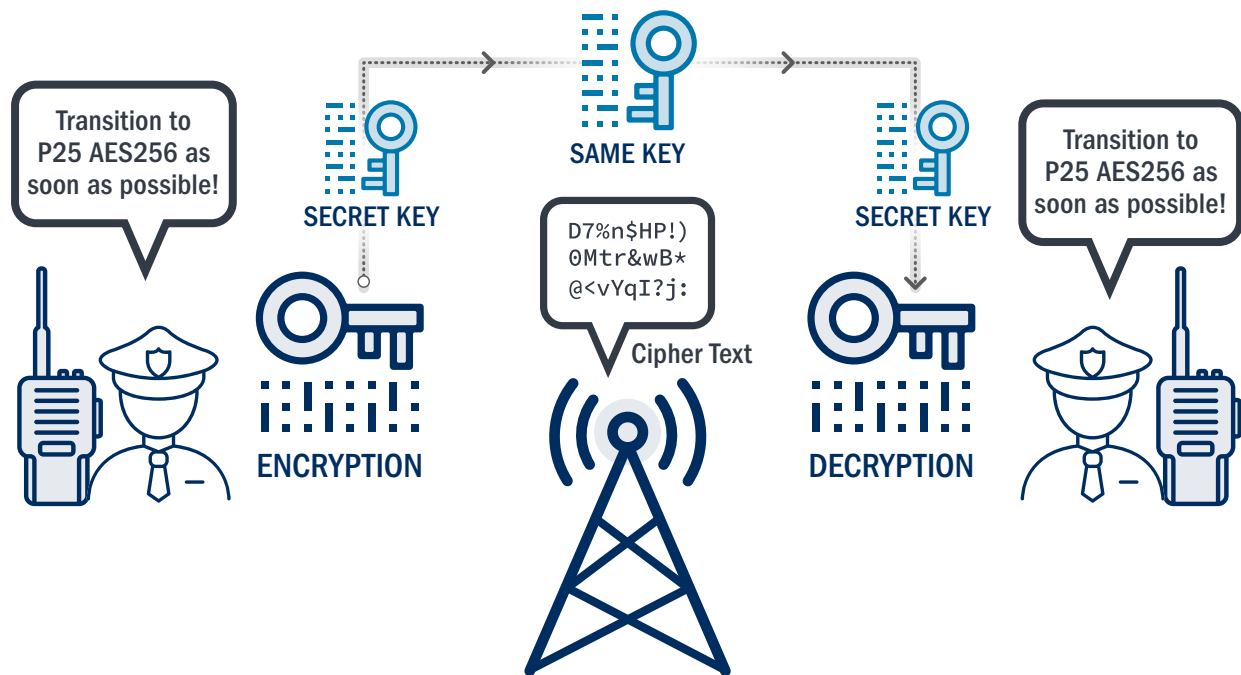 Transition to
P25 AES256 as
soon as possible!
SECRET KEY
SAME KEY
SECRET KEY
Transition to
P25 AES256 as
soon as possible!
D7%n$HP!)
0Mtr&wB*
@<vYqI?j:
Cipher Text
ENCRYPTION
DECRYPTION